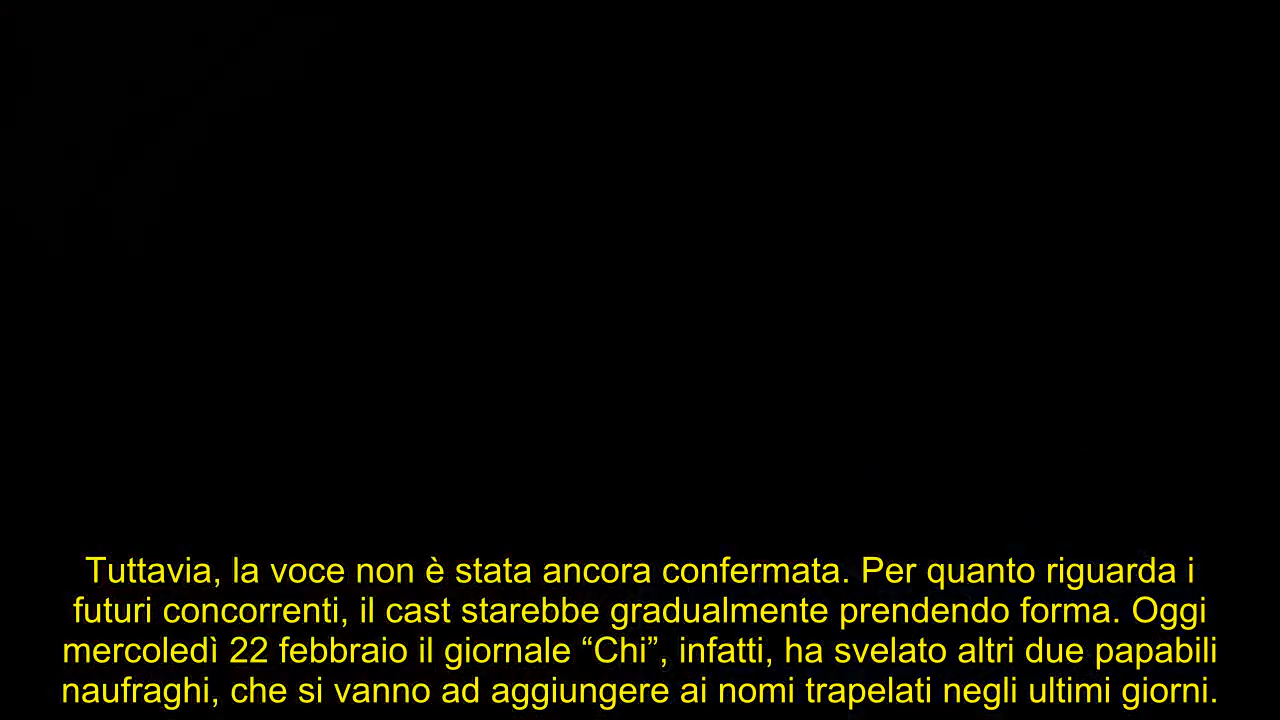 Tuttavia, la voce non è stata ancora confermata. Per quanto riguarda i
futuri concorrenti, il cast starebbe gradualmente prendendo forma. Oggi
mercoledì 22 febbraio il giornale “Chi”, infatti, ha svelato altri due papabili
naufraghi, che si vanno ad aggiungere ai nomi trapelati negli ultimi giorni.